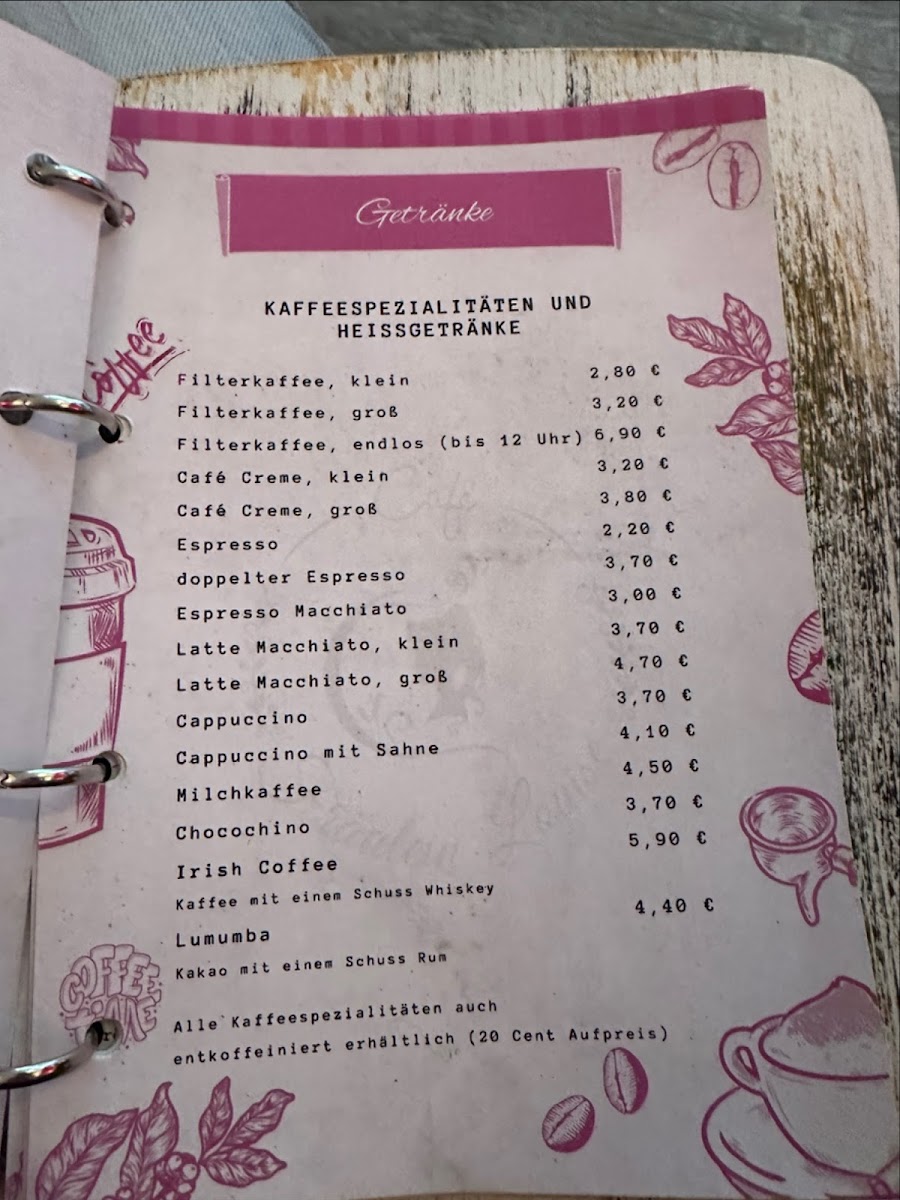 Getränke
KAFFEESPEZIALITÄTEN UND
HEISSGETRÄNKE
Filterkaffee, klein 2,80 €
Filterkaffee, groß 3,20 €
Filterkaffee, endlos (bis 12 Uhr) 6,90 €
Café Creme, klein 3,20 €
Café Creme, groß 3,80 €
Espresso 2,20 €
doppelter Espresso 3,70 €
Espresso Macchiato 3,00 €
Latte Macchiato, klein 3,70 €
Latte Macchiato, groß 4,70 €
Cappuccino 3,70 €
Cappuccino mit Sahne 4,10 €
Milchkaffee 4,50 €
Chocochino 3,70 €
Irish Coffee 5,90 €
Kaffee mit einem Schuss Whiskey
Lumumba 4,40 €
Kakao mit einem Schuss Rum
Alle Kaffeespezialitäten auch
entkoffeiniert erhältlich (20 Cent Aufpreis)
Café
COFFEE
TIME